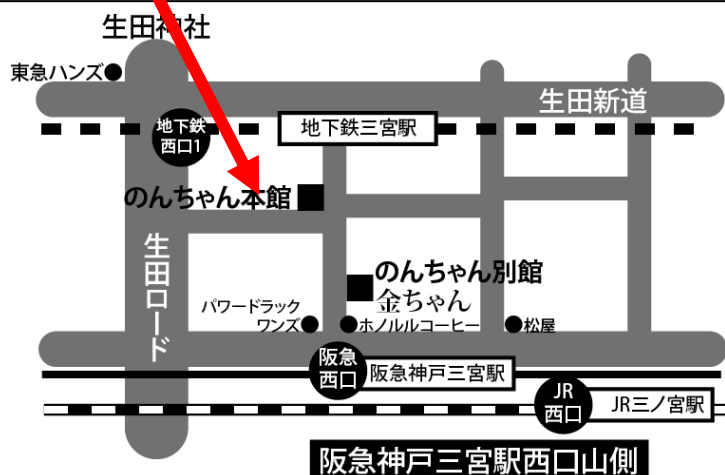 生田神社
東急ハンズ
生田新道
地下鉄
西口1
地下鉄三宮駅
のんちゃん本館
生田ロード
のんちゃん別館
金ちゃん
パワードラック
ワンズ
ホノルルコーヒー
松屋
阪急
西口
阪急神戸三宮駅
JR
西口
JR三ノ宮駅
阪急神戸三宮駅西口山側